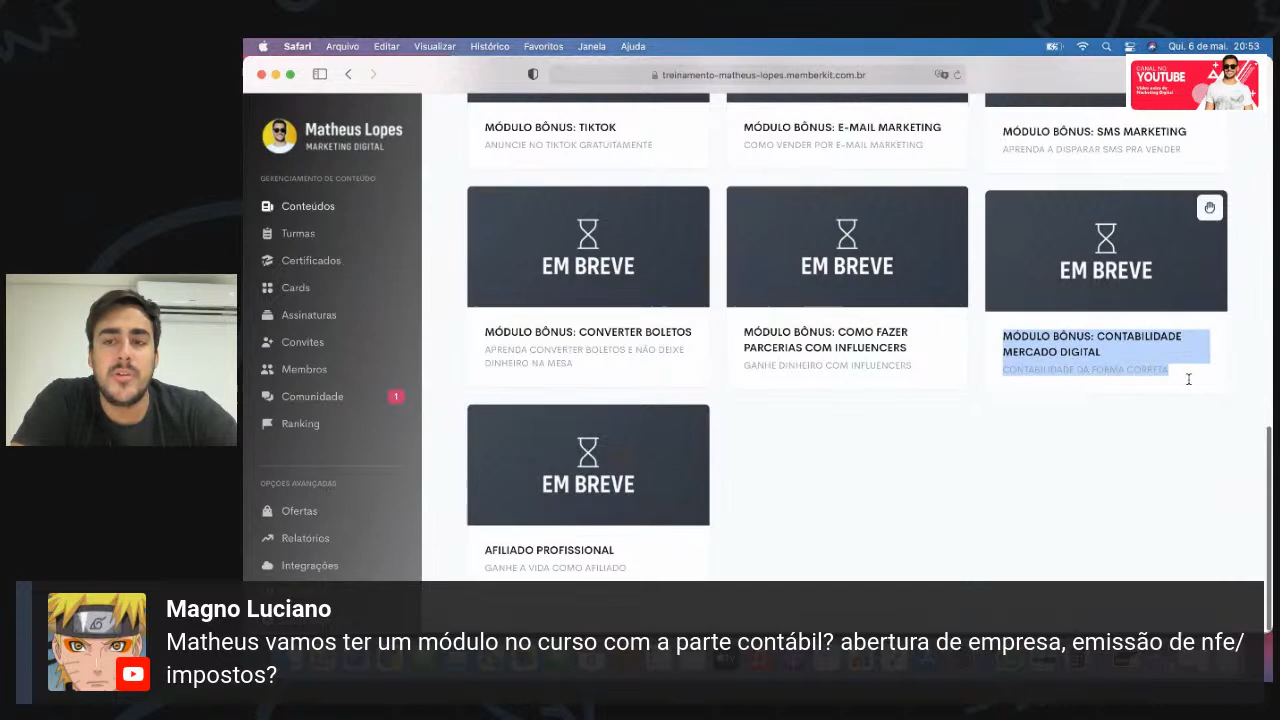 Safari Arquivo Editar Visualizar Histórico Favoritos Janela Ajuda
Qui. 6 de mai. 20:53
treinamento-matheus-lopes.memberkit.com.br
CANAL NO
YOUTUBE
Vídeo aulas de
Marketing Digital
Matheus Lopes
MARKETING DIGITAL
GERENCIAMENTO DE CONTEÚDO
Conteúdos
Turmas
Certificados
Cards
Assinaturas
Convites
Membros
Comunidade 1
Ranking
OPÇÕES AVANÇADAS
Ofertas
Relatórios
Integrações
MÓDULO BÔNUS: TIKTOK
ANUNCIE NO TIKTOK GRATUITAMENTE
MÓDULO BÔNUS: E-MAIL MARKETING
COMO VENDER POR E-MAIL MARKETING
MÓDULO BÔNUS: SMS MARKETING
APRENDA A DISPARAR SMS PRA VENDER
EM BREVE
MÓDULO BÔNUS: CONVERTER BOLETOS
APRENDA CONVERTER BOLETOS E NÃO DEIXE
DINHEIRO NA MESA
EM BREVE
MÓDULO BÔNUS: COMO FAZER
PARCERIAS COM INFLUENCERS
GANHE DINHEIRO COM INFLUENCERS
EM BREVE
MÓDULO BÔNUS: CONTABILIDADE
MERCADO DIGITAL
CONTABILIDADE DA FORMA CORRETA
EM BREVE
AFILIADO PROFISSIONAL
GANHE A VIDA COMO AFILIADO
Magno Luciano
Matheus vamos ter um módulo no curso com a parte contábil? abertura de empresa, emissão de nfe/
impostos?